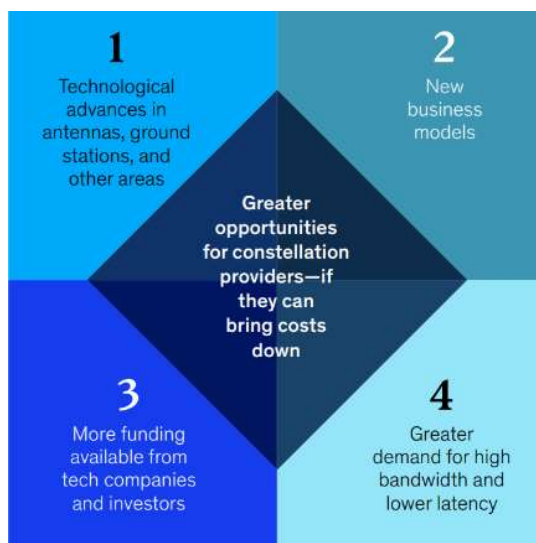 1
Technological
advances in
antennas, ground
stations, and
other areas
2
New
business
models
Greater
opportunities
for constellation
providers—if
they can
bring costs
down
3
More funding
available from
tech companies
and investors
4
Greater
demand for high
bandwidth and
lower latency